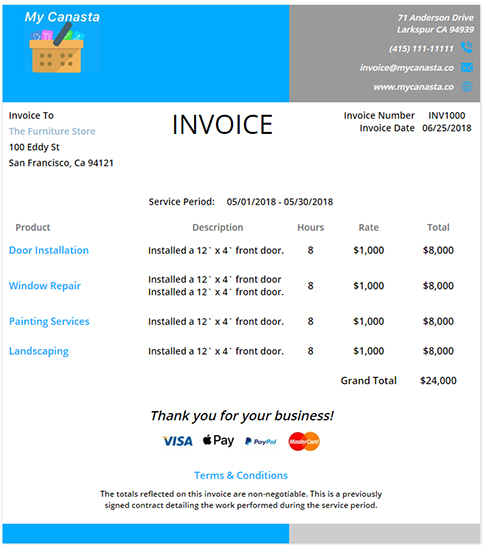 My Canasta
71 Anderson Drive
Larkspur CA 94939
(415) 111-11111
invoice@mycanasta.co
www.mycanasta.co
Invoice To
The Furniture Store
100 Eddy St
San Francisco, Ca 94121
INVOICE
Invoice Number INV1000
Invoice Date 06/25/2018
Service Period: 05/01/2018 - 05/30/2018
Product Description Hours Rate Total
Door Installation Installed a 12` x 4` front door. 8 $1,000 $8,000
Window Repair Installed a 12` x 4` front door 8 $1,000 $8,000
Installed a 12` x 4` front door.
Painting Services Installed a 12` x 4` front door. 8 $1,000 $8,000
Landscaping Installed a 12` x 4` front door. 8 $1,000 $8,000
Grand Total $24,000
Thank you for your business!
VISA Pay PayPal MasterCard
Terms & Conditions
The totals reflected on this invoice are non-negotiable. This is a previously
signed contract detailing the work performed during the service period.